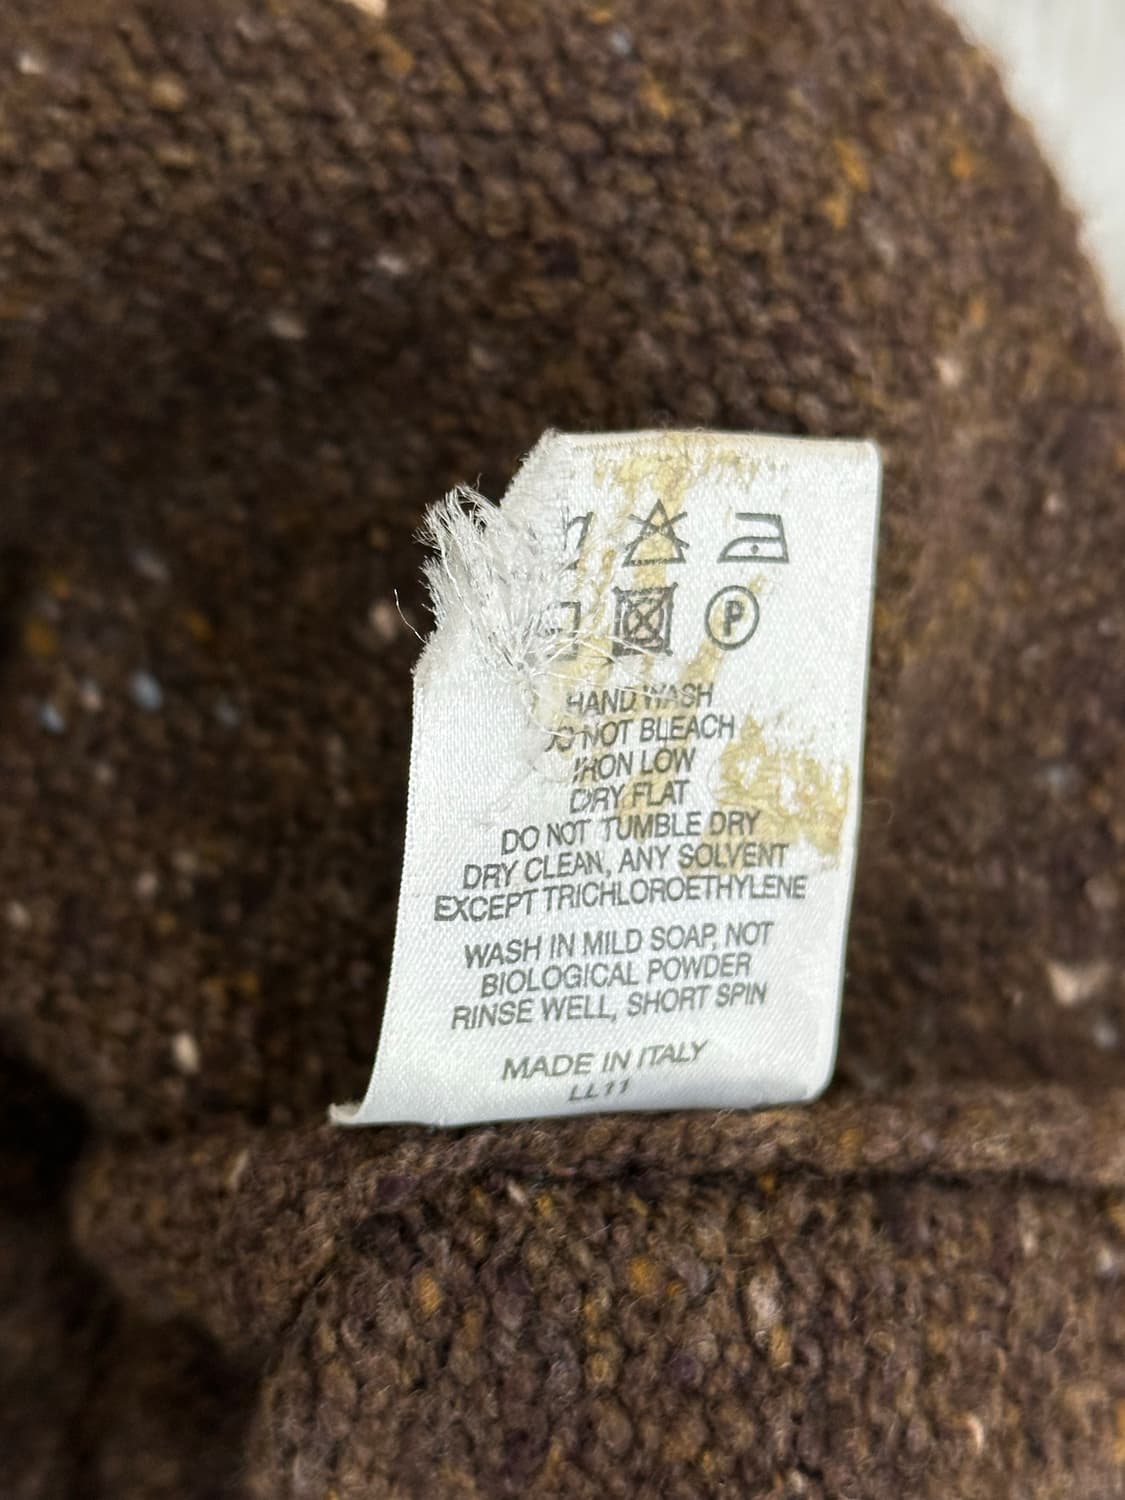 P
HAND WASH
DO NOT BLEACH
IRON LOW
DRY FLAT
DO NOT TUMBLE DRY
DRY CLEAN, ANY SOLVENT
EXCEPT TRICHLOROETHYLENE
WASH IN MILD SOAP, NOT
BIOLOGICAL POWDER
RINSE WELL, SHORT SPIN
MADE IN ITALY
LL11